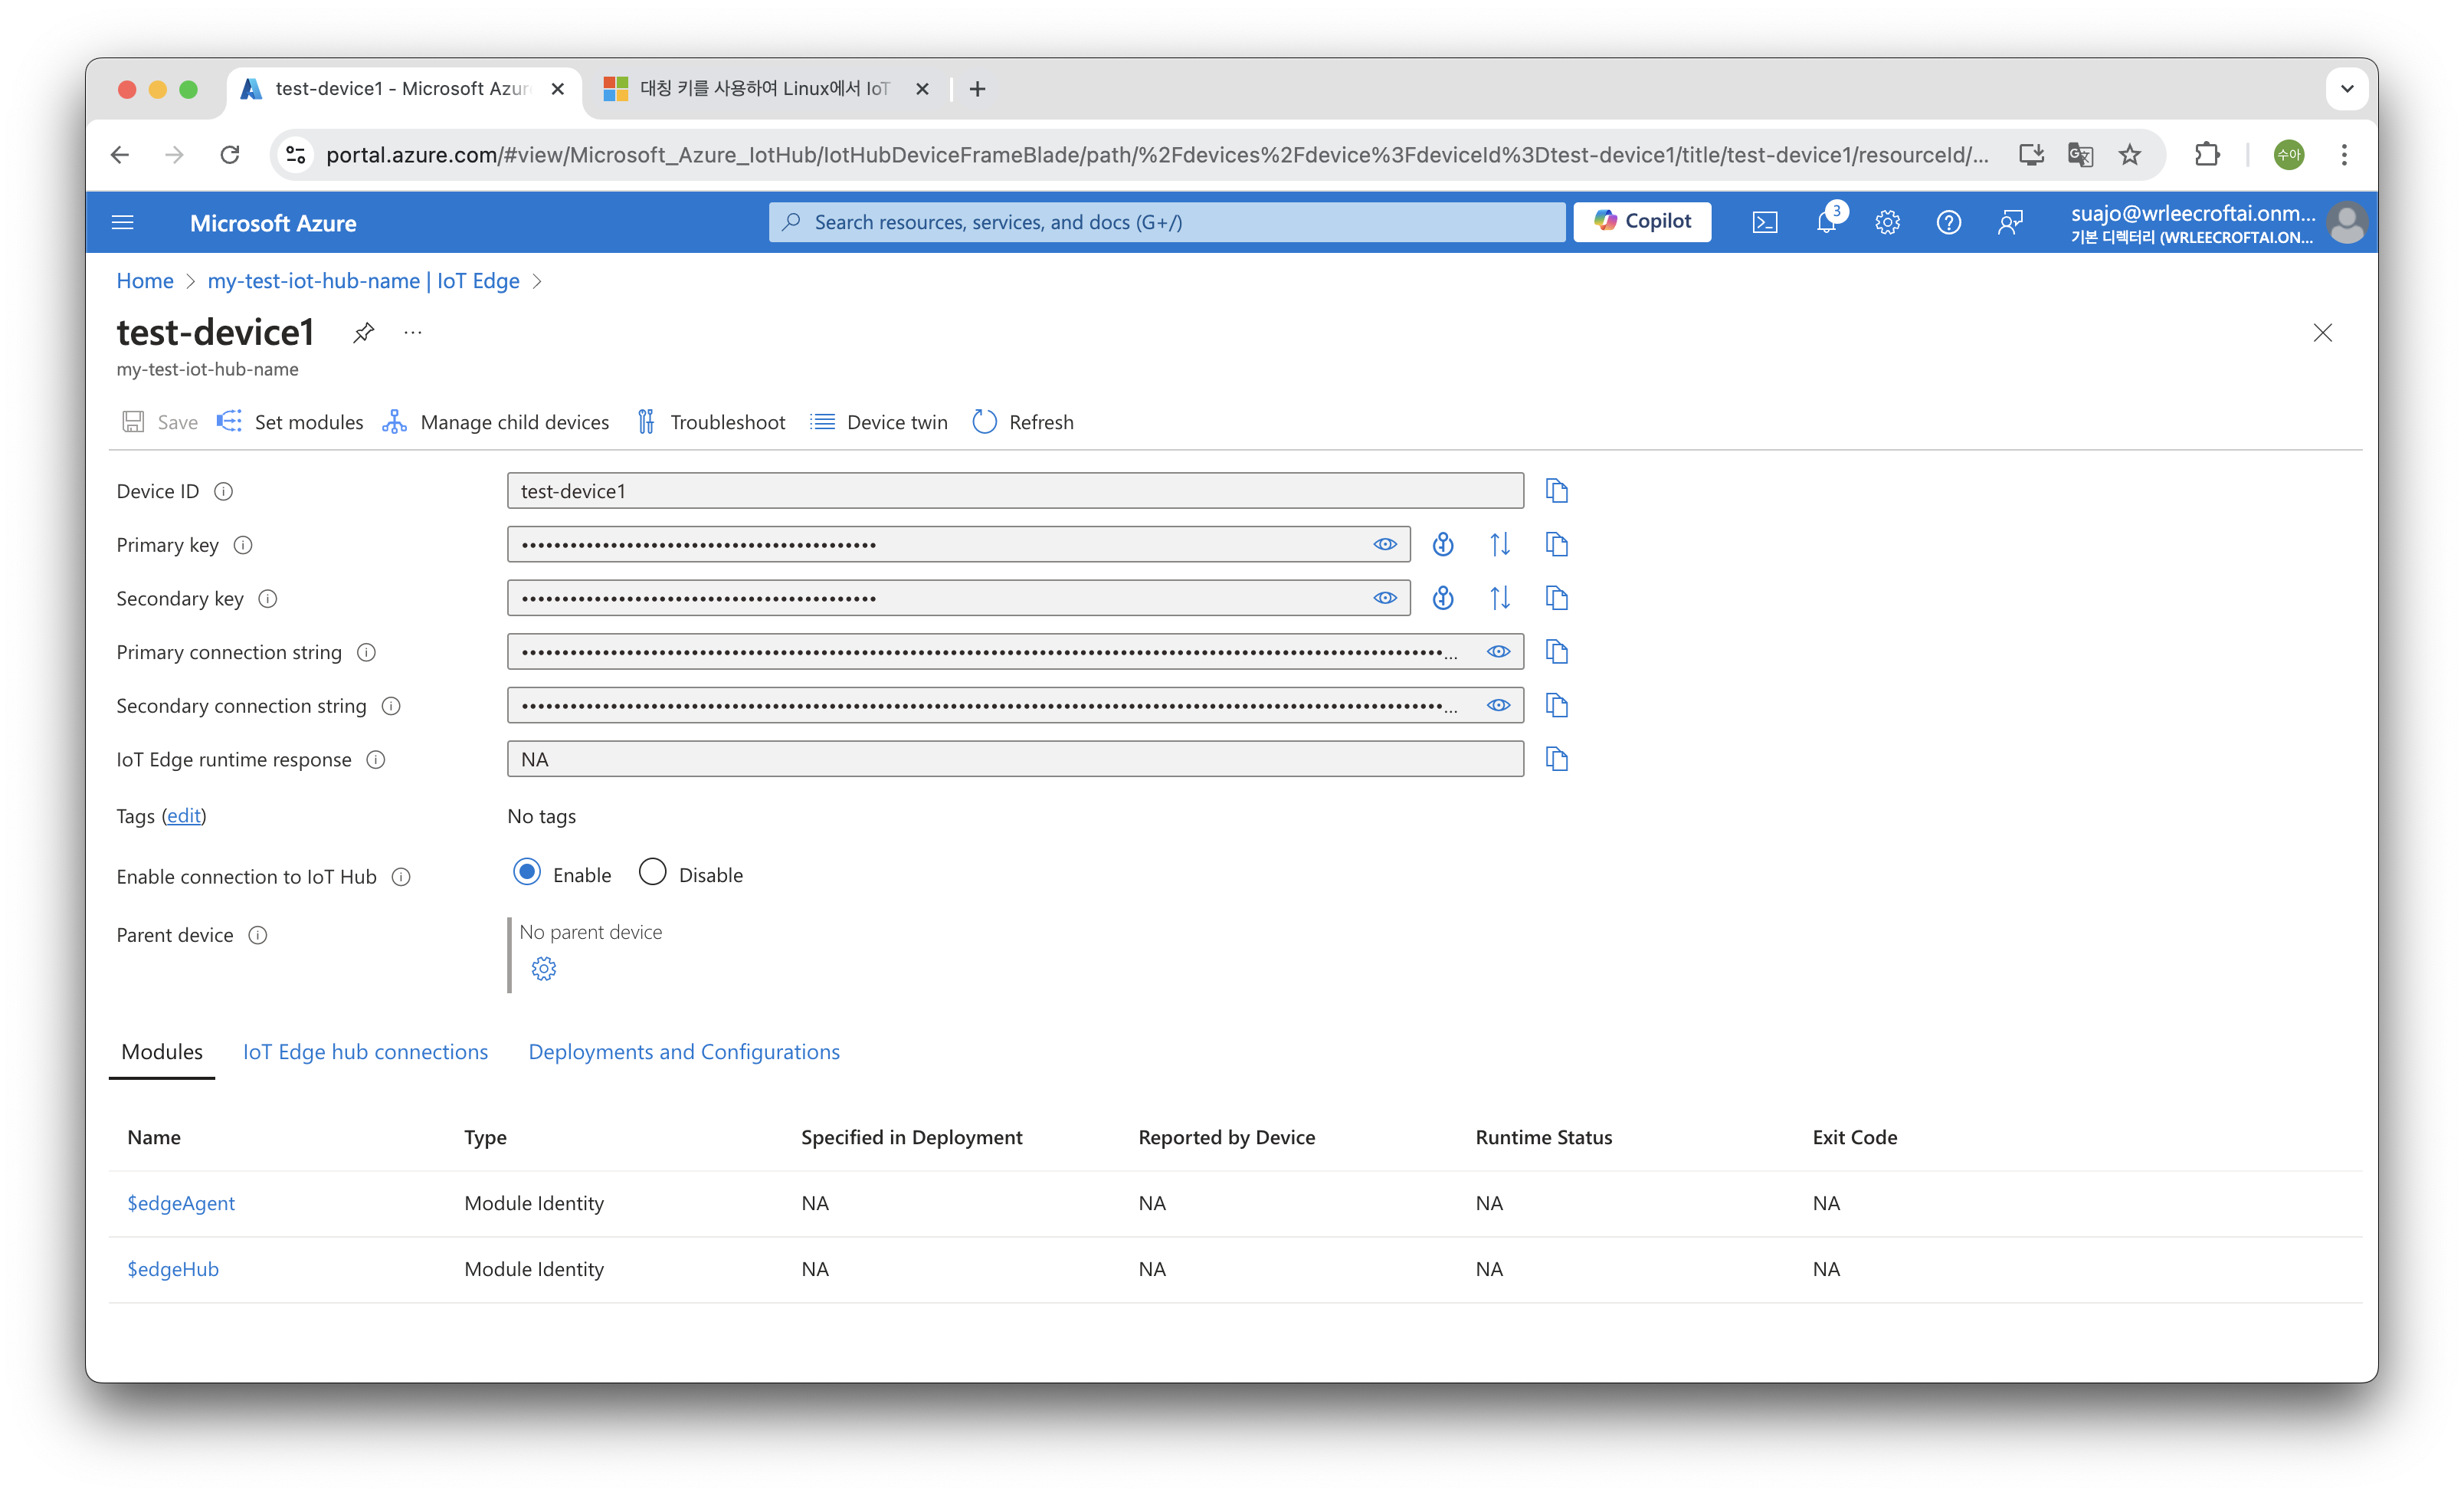 test-device1 - Microsoft Azur
대칭 키를 사용하여 Linux에서 IoT
portal.azure.com/#view/Microsoft_Azure_IotHub/IotHubDeviceFrameBlade/path/%2Fdevices%2Fdevice%3FdeviceId%3Dtest-device1/title/test-device1/resourceId/...
수아
Microsoft Azure
Search resources, services, and docs (G+/)
Copilot
3
suajo@wrleecroftai.onm...
기본 디렉터리 (WRLEECROFTAI.ON...
Home > my-test-iot-hub-name | IoT Edge >
test-device1
...
my-test-iot-hub-name
Save
Set modules
Manage child devices
Troubleshoot
Device twin
Refresh
Device ID
test-device1
Primary key
Secondary key
Primary connection string
...
Secondary connection string
...
IoT Edge runtime response
NA
Tags (edit)
No tags
Enable connection to IoT Hub
Enable
Disable
Parent device
No parent device
Modules
IoT Edge hub connections
Deployments and Configurations
Name Type Specified in Deployment Reported by Device Runtime Status Exit Code
$edgeAgent Module Identity NA NA NA NA
$edgeHub Module Identity NA NA NA NA